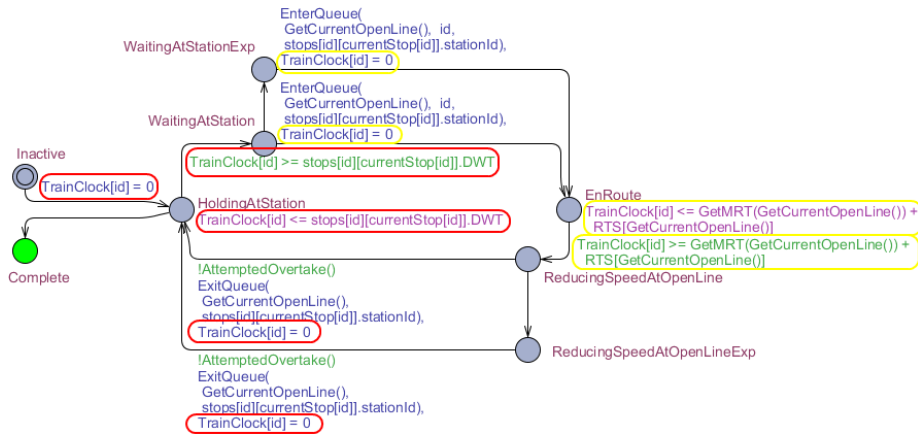 EnterQueue(
GetCurrentOpenLine(), id,
stops[id][currentStop[id]].stationId),
TrainClock[id] = 0
WaitingAtStationExp
EnterQueue(
GetCurrentOpenLine(), id,
stops[id][currentStop[id]].stationId),
TrainClock[id] = 0
WaitingAtStation
TrainClock[id] >= stops[id][currentStop[id]].DWT
Inactive
TrainClock[id] = 0
HoldingAtStation
TrainClock[id] <= stops[id][currentStop[id]].DWT
EnRoute
TrainClock[id] <= GetMRT(GetCurrentOpenLine()) +
RTS[GetCurrentOpenLine()]
TrainClock[id] >= GetMRT(GetCurrentOpenLine()) +
RTS[GetCurrentOpenLine()]
Complete
!AttemptedOvertake()
ExitQueue(
GetCurrentOpenLine(),
stops[id][currentStop[id]].stationId),
TrainClock[id] = 0
ReducingSpeedAtOpenLine
ReducingSpeedAtOpenLineExp
!AttemptedOvertake()
ExitQueue(
GetCurrentOpenLine(),
stops[id][currentStop[id]].stationId),
TrainClock[id] = 0